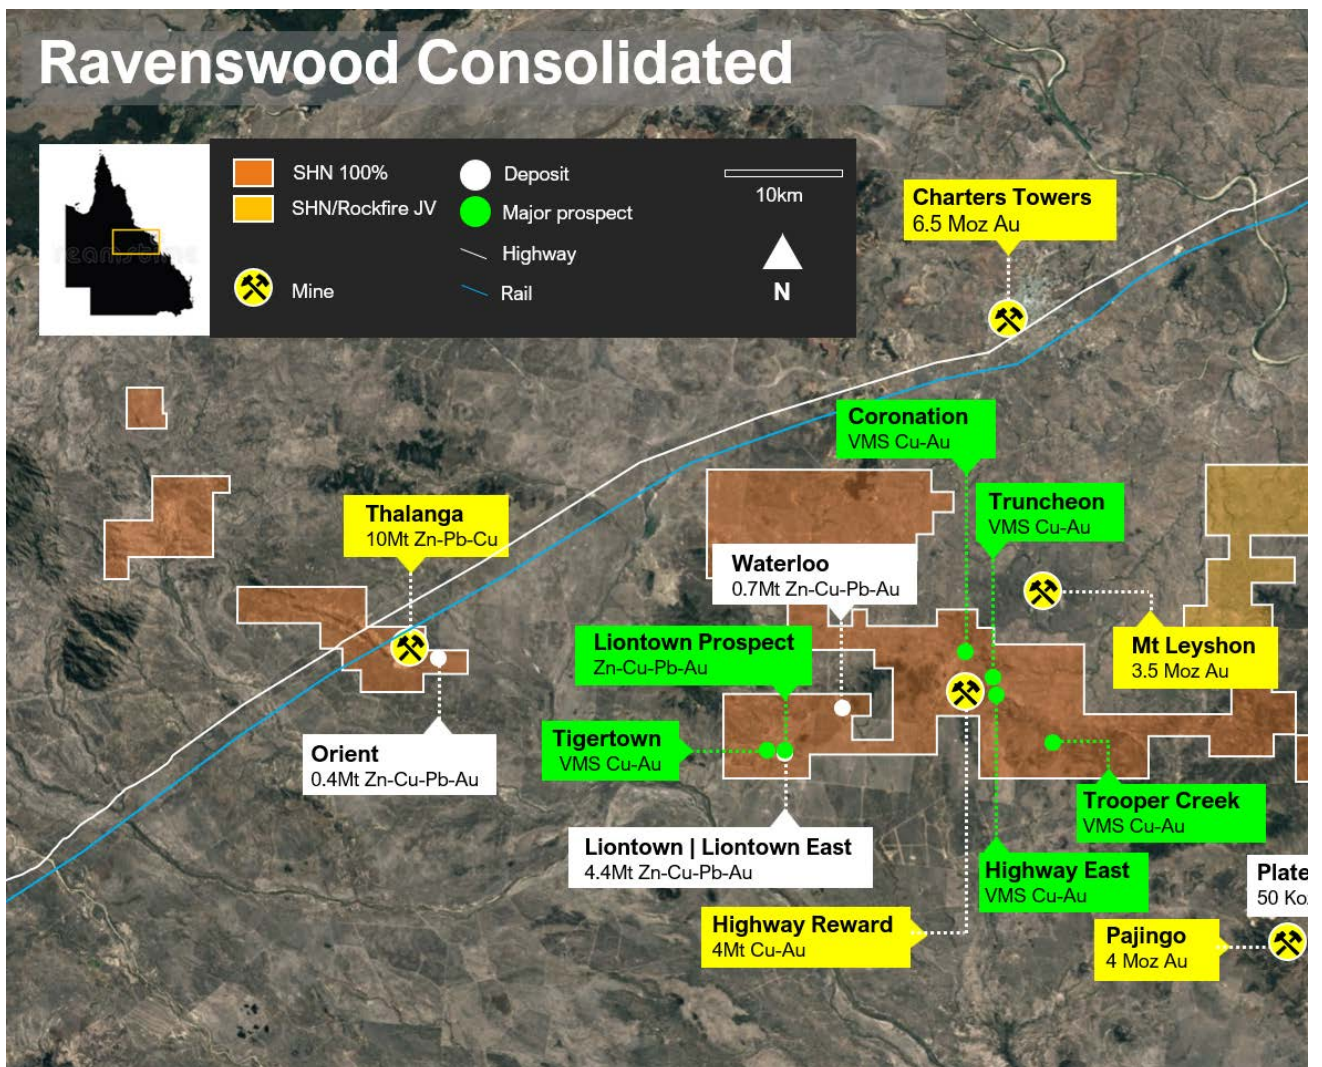 Ravenswood Consolidated
SHN 100%
SHN/Rockfire JV
Mine
Deposit
Major prospect
Highway
Rail
10km
N
Charters Towers
6.5 Moz Au
Coronation
VMS Cu-Au
Truncheon
VMS Cu-Au
Thalanga
10Mt Zn-Pb-Cu
Waterloo
0.7Mt Zn-Cu-Pb-Au
Liontown Prospect
Zn-Cu-Pb-Au
Mt Leyshon
3.5 Moz Au
Tigertown
VMS Cu-Au
Orient
0.4Mt Zn-Cu-Pb-Au
Trooper Creek
VMS Cu-Au
Liontown | Liontown East
4.4Mt Zn-Cu-Pb-Au
Highway East
VMS Cu-Au
Plate
50 Ko
Highway Reward
4Mt Cu-Au
Pajingo
4 Moz Au